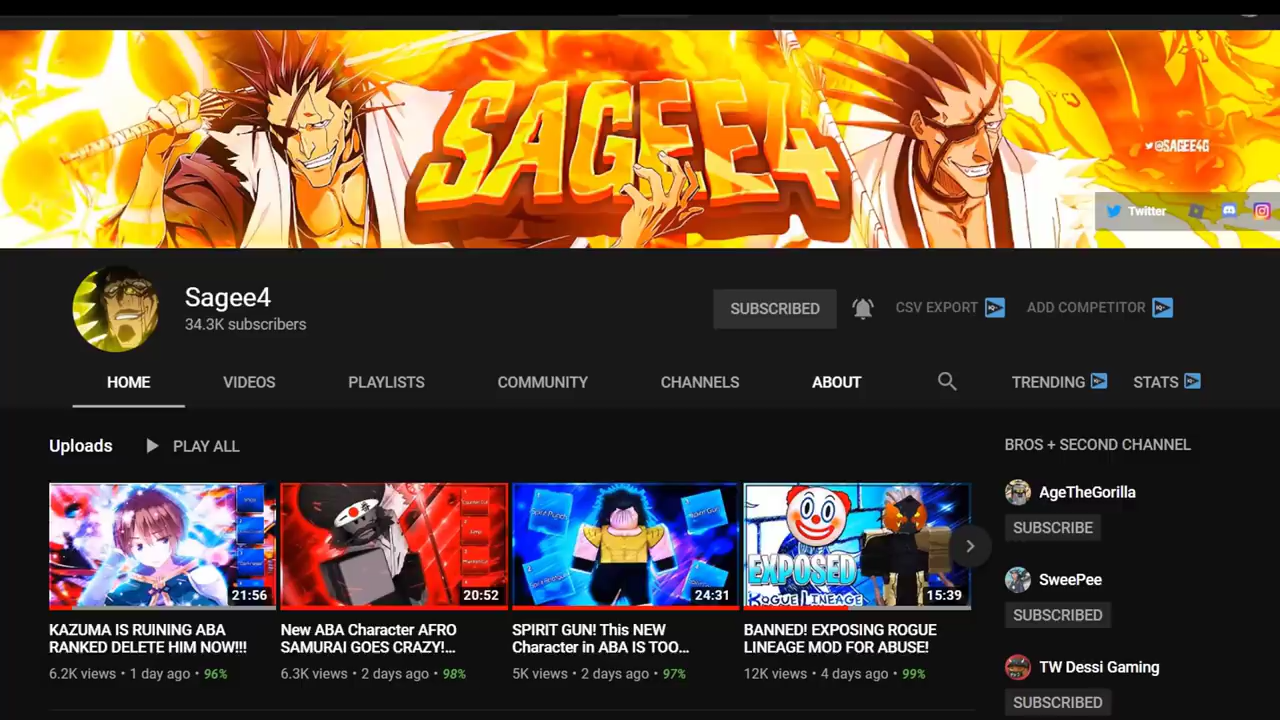 SAGEE4
@SAGEE4G
Twitter
Sagee4
34.3K subscribers
SUBSCRIBED
CSV EXPORT
ADD COMPETITOR
HOME
VIDEOS
PLAYLISTS
COMMUNITY
CHANNELS
ABOUT
TRENDING
STATS
Uploads
PLAY ALL
BROS + SECOND CHANNEL
Spirit Gun
EXPOSED
ROGUE LINEAGE
21:56
20:52
24:31
15:39
KAZUMA IS RUINING ABA
RANKED DELETE HIM NOW!!!
6.2K views • 1 day ago • 96%
New ABA Character AFRO
SAMURAI GOES CRAZY!...
6.3K views • 2 days ago • 98%
SPIRIT GUN! This NEW
Character in ABA IS TOO...
5K views • 2 days ago • 97%
BANNED! EXPOSING ROGUE
LINEAGE MOD FOR ABUSE!
12K views • 4 days ago • 99%
AgeTheGorilla
SUBSCRIBE
SweePee
SUBSCRIBED
TW Dessi Gaming
SUBSCRIBED